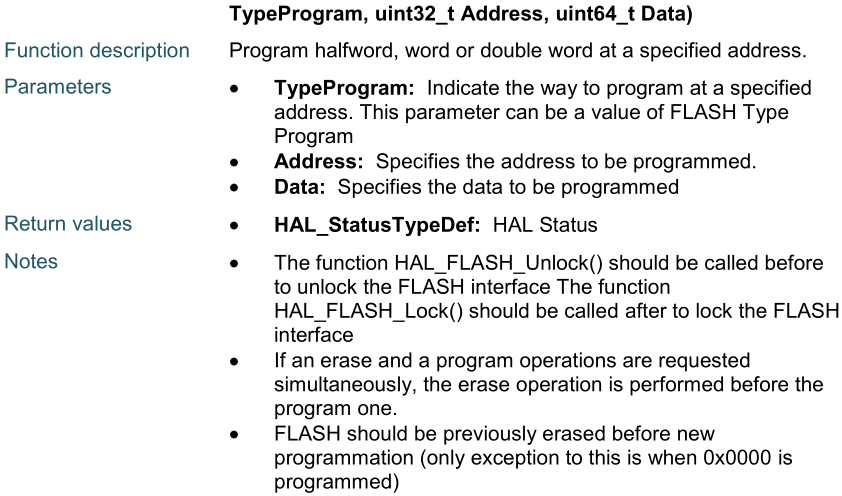 TypeProgram, uint32_t Address, uint64_t Data)
Function description Program halfword, word or double word at a specified address.
Parameters • TypeProgram: Indicate the way to program at a specified
address. This parameter can be a value of FLASH Type
Program
• Address: Specifies the address to be programmed.
• Data: Specifies the data to be programmed
Return values • HAL_StatusTypeDef: HAL Status
Notes • The function HAL_FLASH_Unlock() should be called before
to unlock the FLASH interface The function
HAL_FLASH_Lock() should be called after to lock the FLASH
interface
• If an erase and a program operations are requested
simultaneously, the erase operation is performed before the
program one.
• FLASH should be previously erased before new
programmation (only exception to this is when 0x0000 is
programmed)